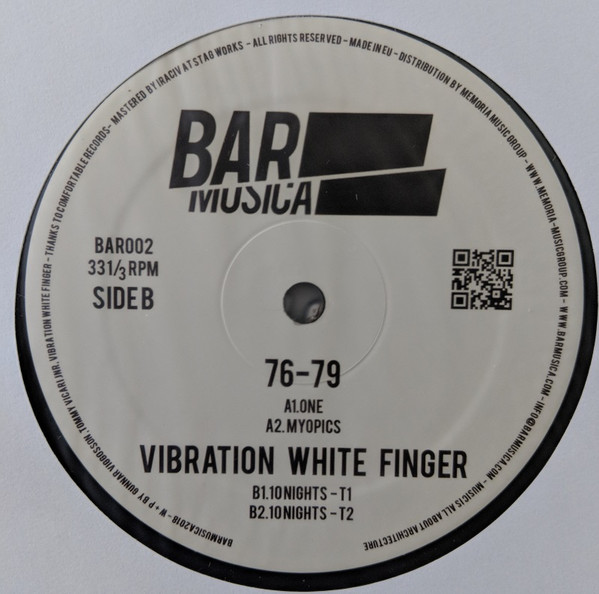 BAR
MUSICA
BAR002
33 1/3 RPM
SIDE B
76-79
A1.ONE
A2.MYOPICS
VIBRATION WHITE FINGER
B1.10 NIGHTS - T1
B2.10 NIGHTS - T2
BARMUSICA2018 - W + P BY GUNNAR VIGGOSSON, TOMMY VICARI JNR, VIBRATION WHITE FINGER - THANKS TO COMFORTABLE RECORDS - MASTERED BY IRACIV AT STAG WORKS - ALL RIGHTS RESERVED - MADE IN EU - DISTRIBUTION BY MEMORIA MUSIC GROUP - WWW.MEMORIA-MUSICGROUP.COM - WWW.BARMUSICA.COM - INFO@BARMUSICA.COM - MUSIC IS ALL ABOUT ARCHITECTURE